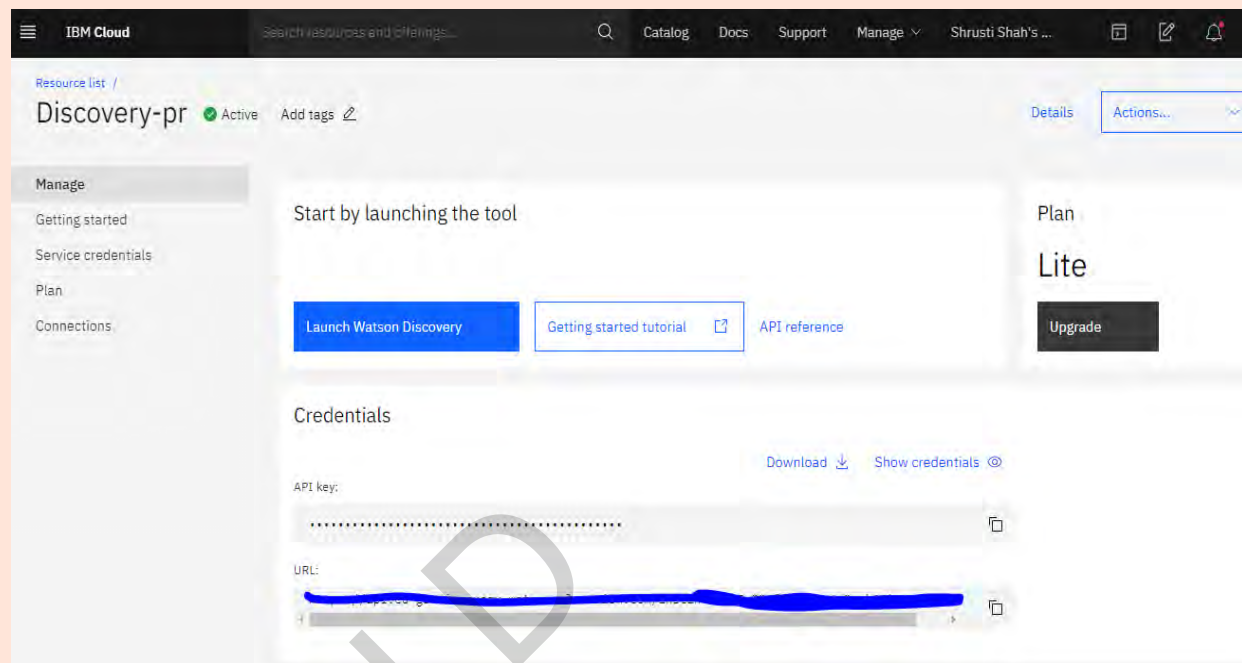 IBM Cloud
Search resources and offerings...
Catalog
Docs
Support
Manage
Shrusti Shah's ...
Resource list /
Discovery-pr
Active
Add tags
Details
Actions...
Manage
Getting started
Service credentials
Plan
Connections
Start by launching the tool
Launch Watson Discovery
Getting started tutorial
API reference
Plan
Lite
Upgrade
Credentials
Download
Show credentials
API key:
URL: